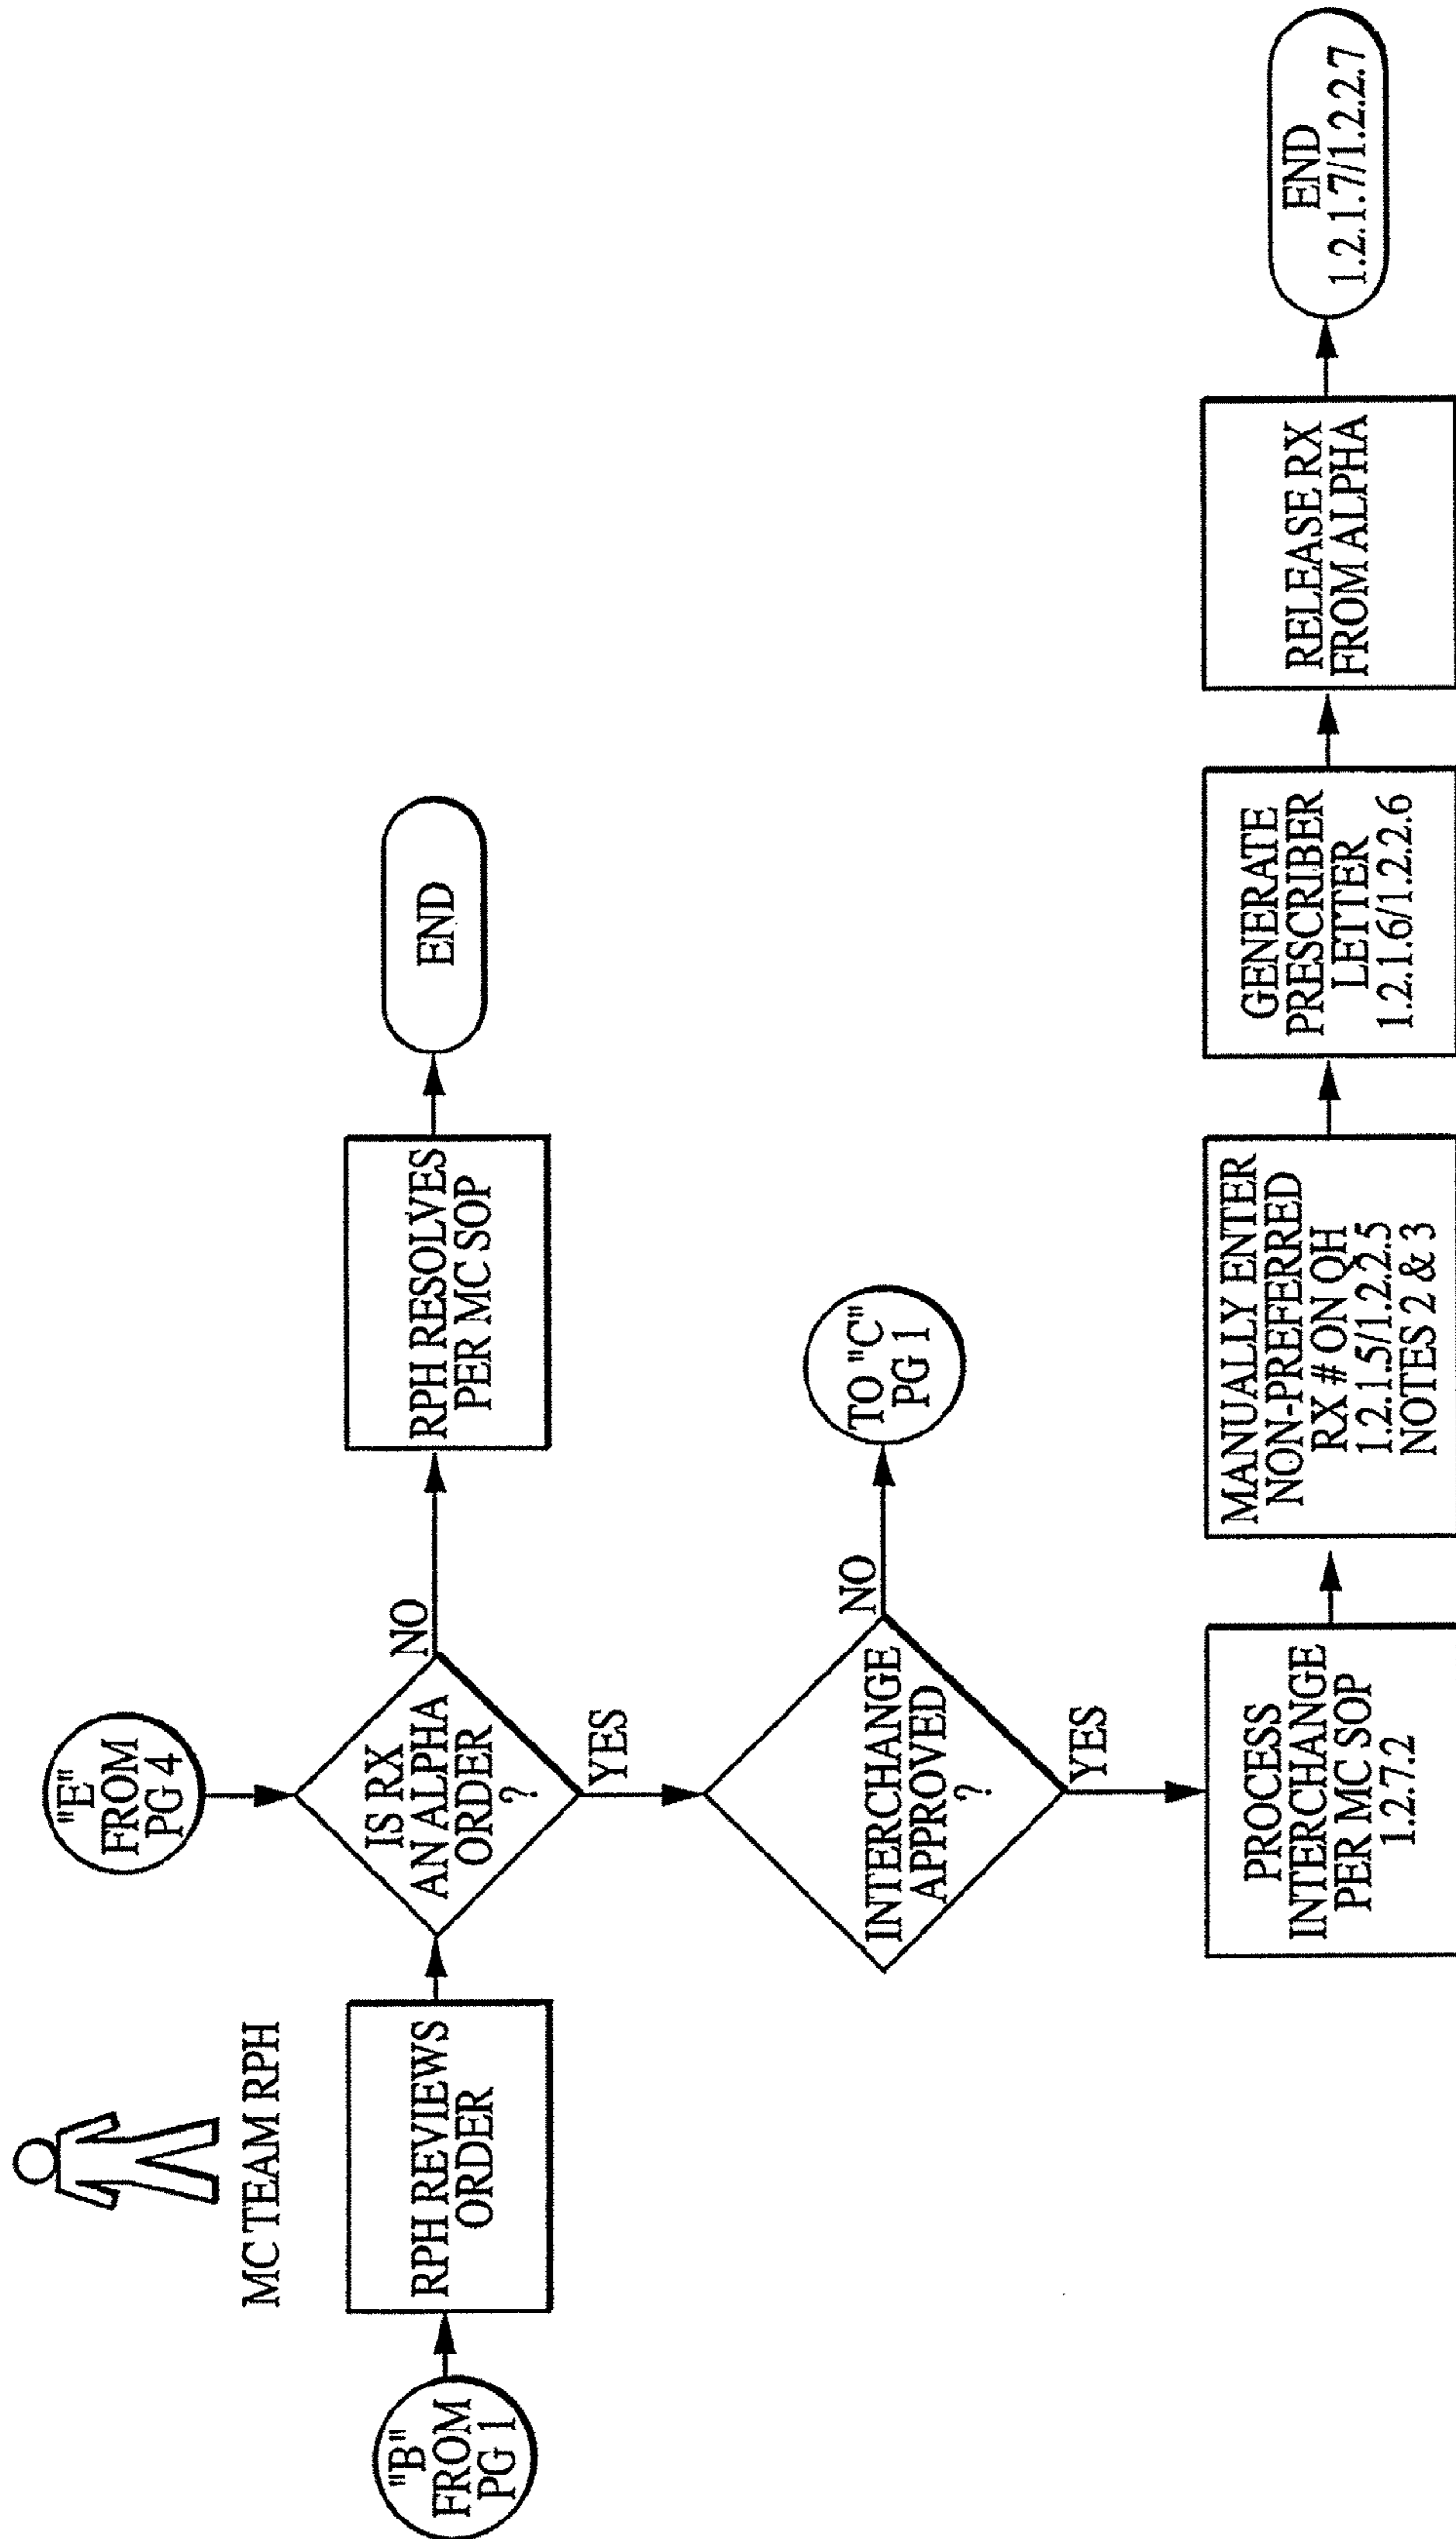 MC TEAM RPH
"B"
FROM
PG 1
RPH REVIEWS
ORDER
"E"
FROM
PG 4
IS RX
AN ALPHA
ORDER
?
NO
RPH RESOLVES
PER MC SOP
END
YES
INTERCHANGE
APPROVED
?
NO
TO "C"
PG 1
YES
PROCESS
INTERCHANGE
PER MC SOP
1.2.7.2
MANUALLY ENTER
NON-PREFERRED
RX # ON QH
1.2.1.5/1.2.2.5
NOTES 2 & 3
GENERATE
PRESCRIBER
LETTER
1.2.1.6/1.2.2.6
RELEASE RX
FROM ALPHA
END
1.2.1.7/1.2.2.7